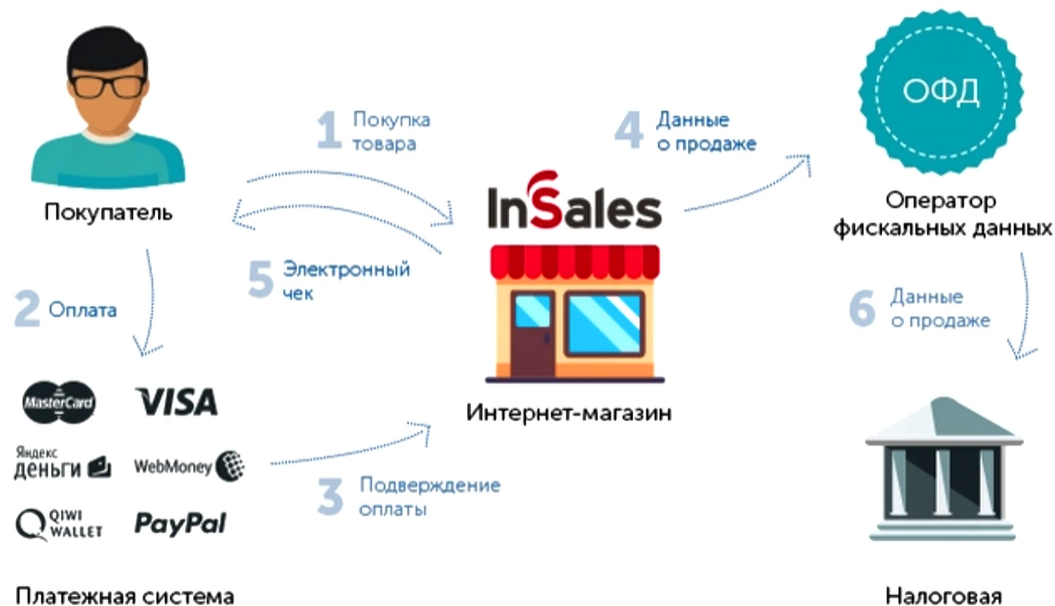 ОФД
1 Покупка
товара
4 Данные
о продаже
InSales
Покупатель
Оператор
фискальных данных
5 Электронный
чек
2 Оплата
6 Данные
о продаже
MasterCard
VISA
Интернет-магазин
Яндекс
деньги
WebMoney
3 Подверждение
оплаты
QIWI
WALLET
PayPal
Платежная система
Налоговая